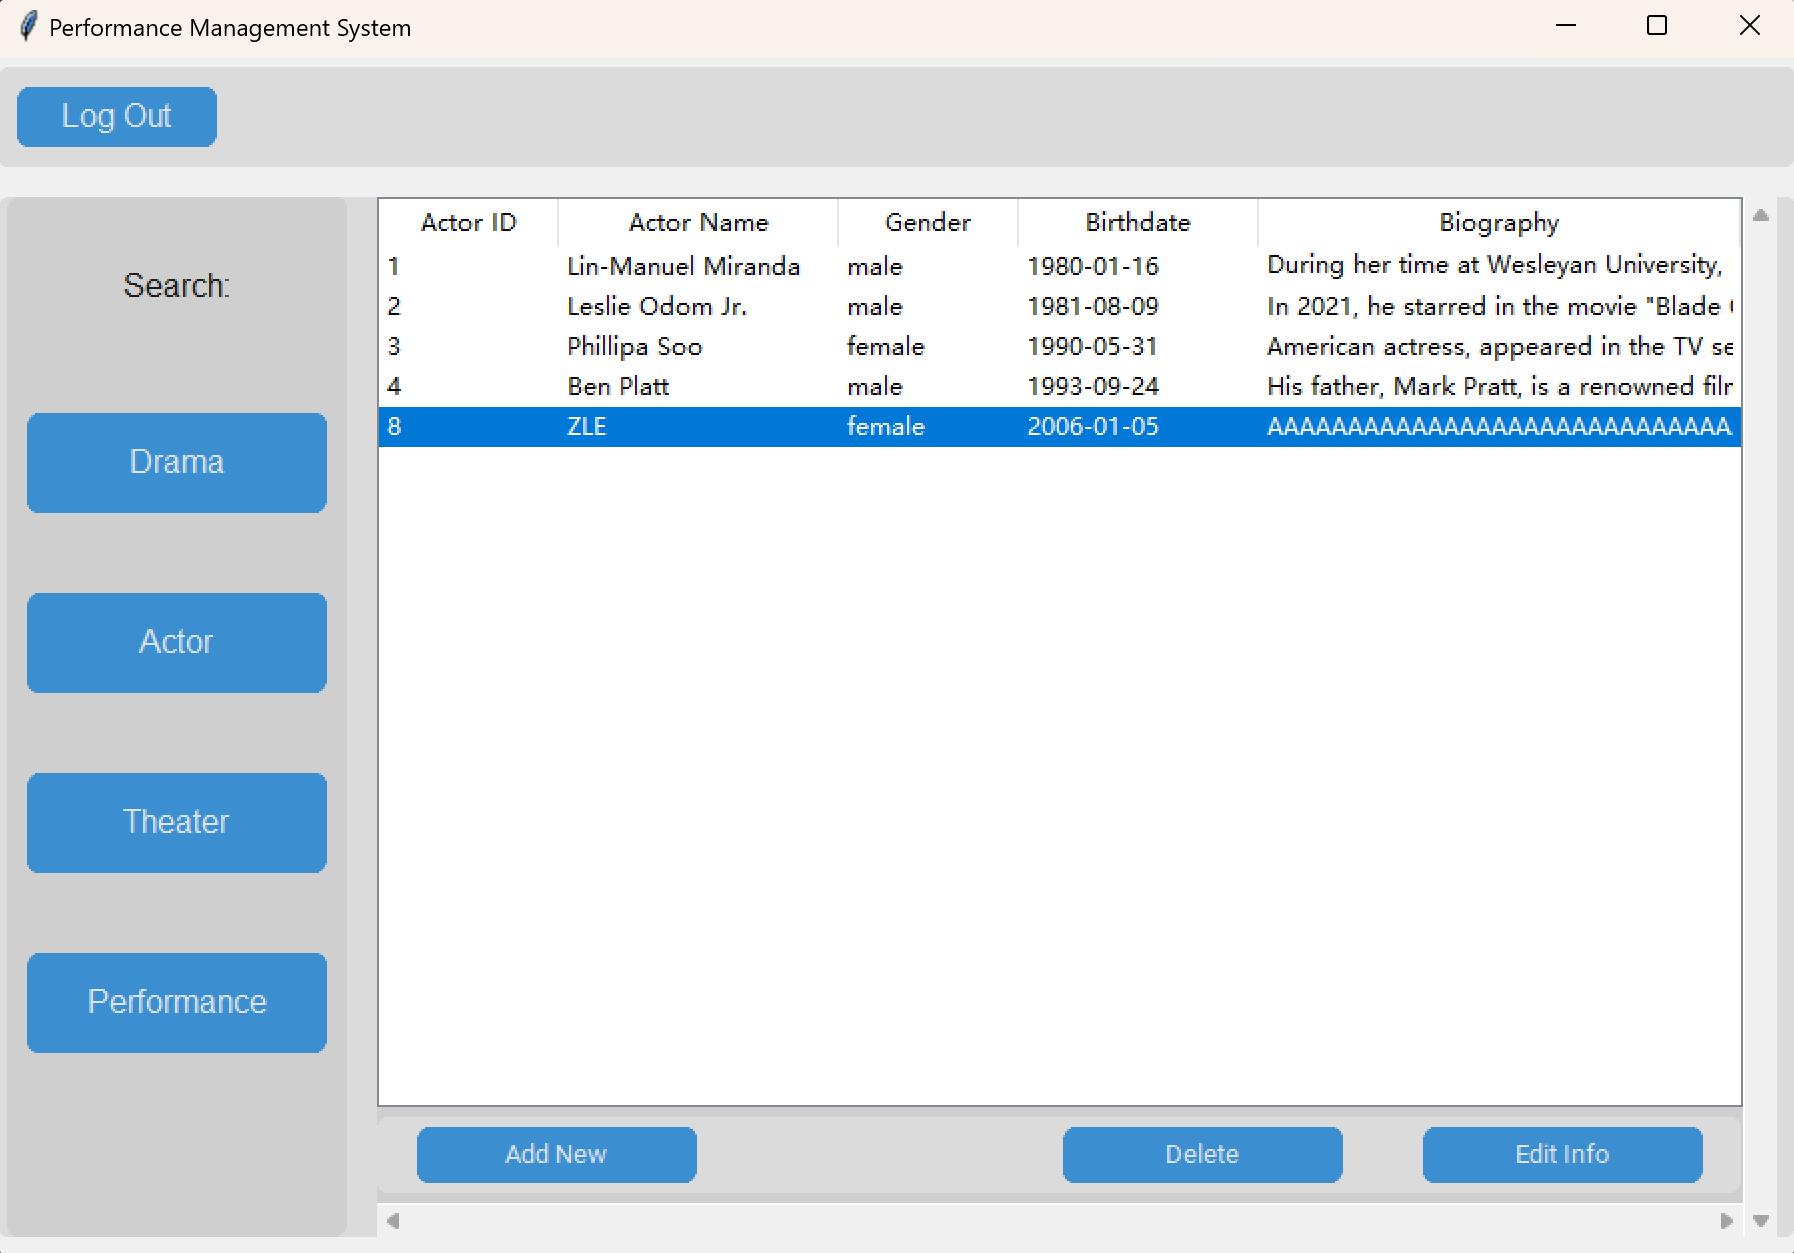 Performance Management System
Log Out
Search:
Drama
Actor
Theater
Performance
Actor ID Actor Name Gender Birthdate Biography
1 Lin-Manuel Miranda male 1980-01-16 During her time at Wesleyan University,
2 Leslie Odom Jr. male 1981-08-09 In 2021, he starred in the movie "Blade
3 Phillipa Soo female 1990-05-31 American actress, appeared in the TV se
4 Ben Platt male 1993-09-24 His father, Mark Pratt, is a renowned
8 ZLE female 2006-01-05 AAAAAAAAAAAAAAAAAAAAAAAAAAAAA
Add New Delete Edit Info